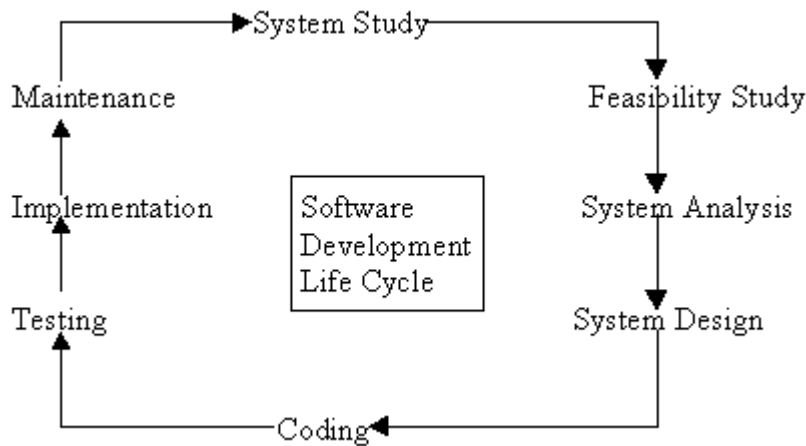 System Study
Maintenance
Feasibility Study
Implementation
Software
Development
Life Cycle
System Analysis
Testing
System Design
Coding